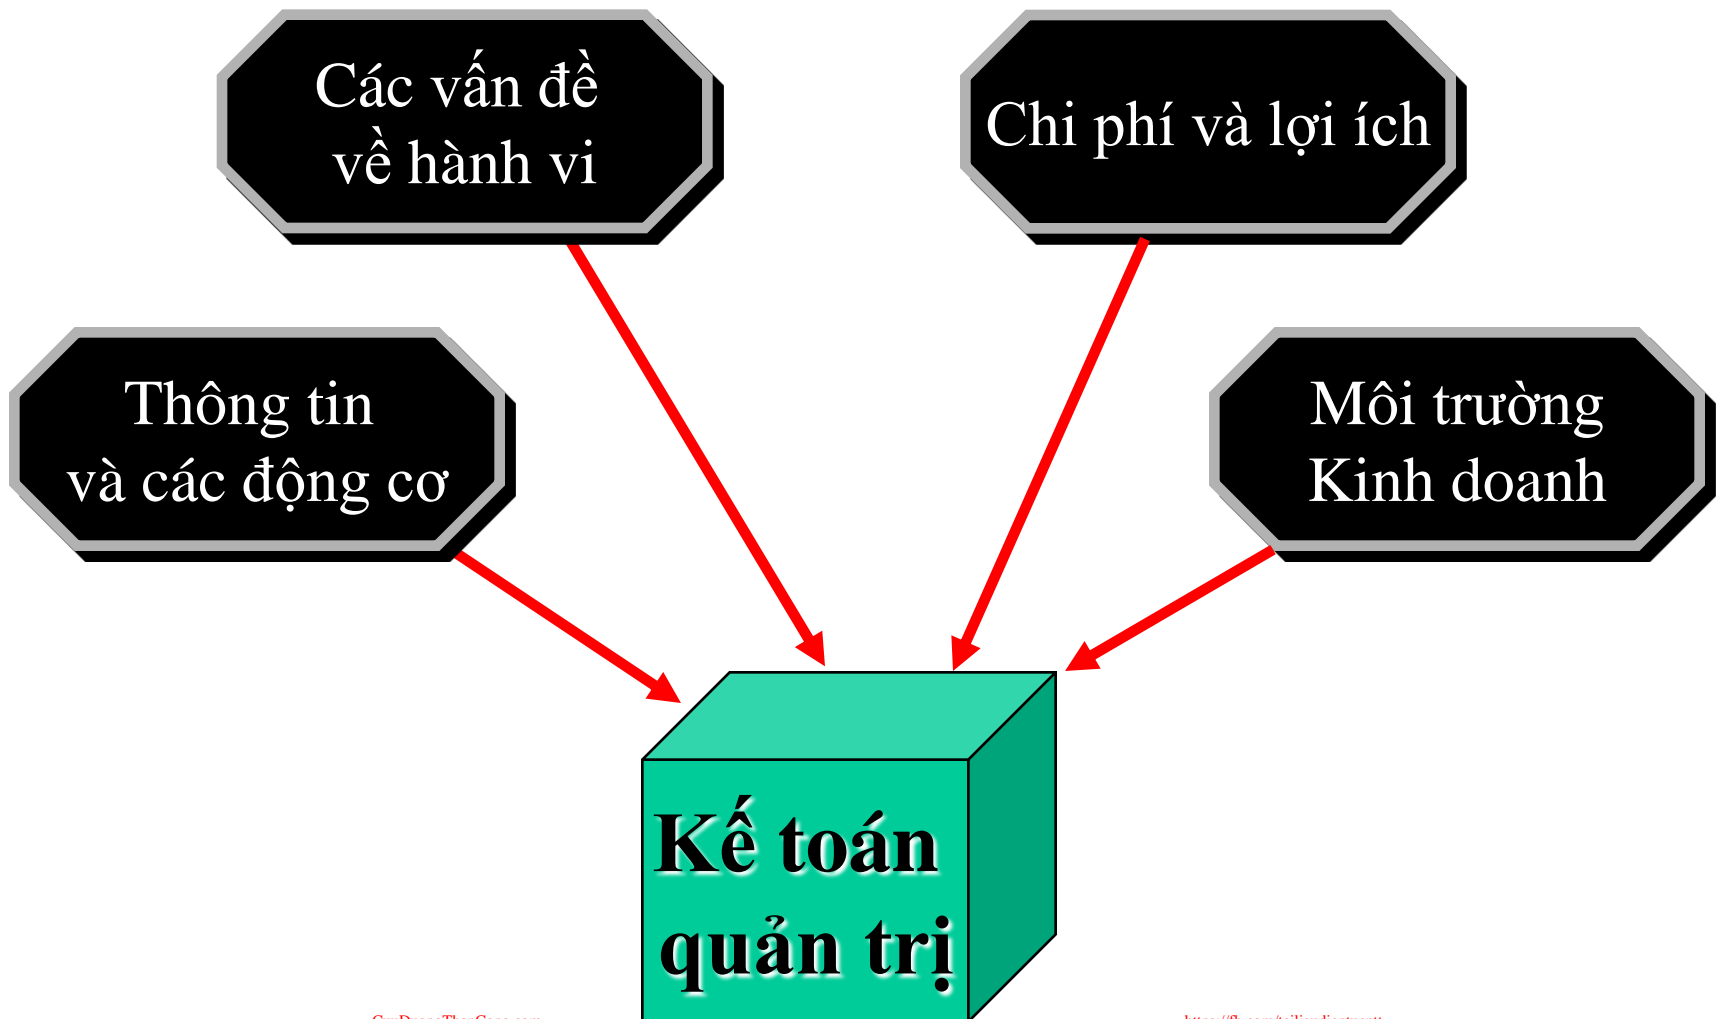 Các vấn đề
về hành vi
Chi phí và lợi ích
Thông tin
và các động cơ
Môi trường
Kinh doanh
Kế toán
quản trị